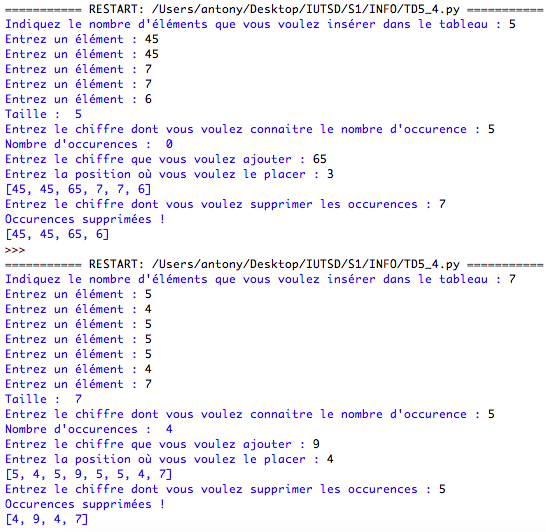 =========== RESTART: /Users/antony/Desktop/IUTSD/S1/INFO/TD5_4.py ===========
Indiquez le nombre d'éléments que vous voulez insérer dans le tableau : 5
Entrez un élément : 45
Entrez un élément : 45
Entrez un élément : 7
Entrez un élément : 7
Entrez un élément : 6
Taille :  5
Entrez le chiffre dont vous voulez connaitre le nombre d'occurence : 5
Nombre d'occurences :  0
Entrez le chiffre que vous voulez ajouter : 65
Entrez la position où vous voulez le placer : 3
[45, 45, 65, 7, 7, 6]
Entrez le chiffre dont vous voulez supprimer les occurences : 7
Occurences supprimées !
[45, 45, 65, 6]
>>>
=========== RESTART: /Users/antony/Desktop/IUTSD/S1/INFO/TD5_4.py ===========
Indiquez le nombre d'éléments que vous voulez insérer dans le tableau : 7
Entrez un élément : 5
Entrez un élément : 4
Entrez un élément : 5
Entrez un élément : 5
Entrez un élément : 5
Entrez un élément : 4
Entrez un élément : 7
Taille :  7
Entrez le chiffre dont vous voulez connaitre le nombre d'occurence : 5
Nombre d'occurences :  4
Entrez le chiffre que vous voulez ajouter : 9
Entrez la position où vous voulez le placer : 4
[5, 4, 5, 9, 5, 5, 4, 7]
Entrez le chiffre dont vous voulez supprimer les occurences : 5
Occurences supprimées !
[4, 9, 4, 7]